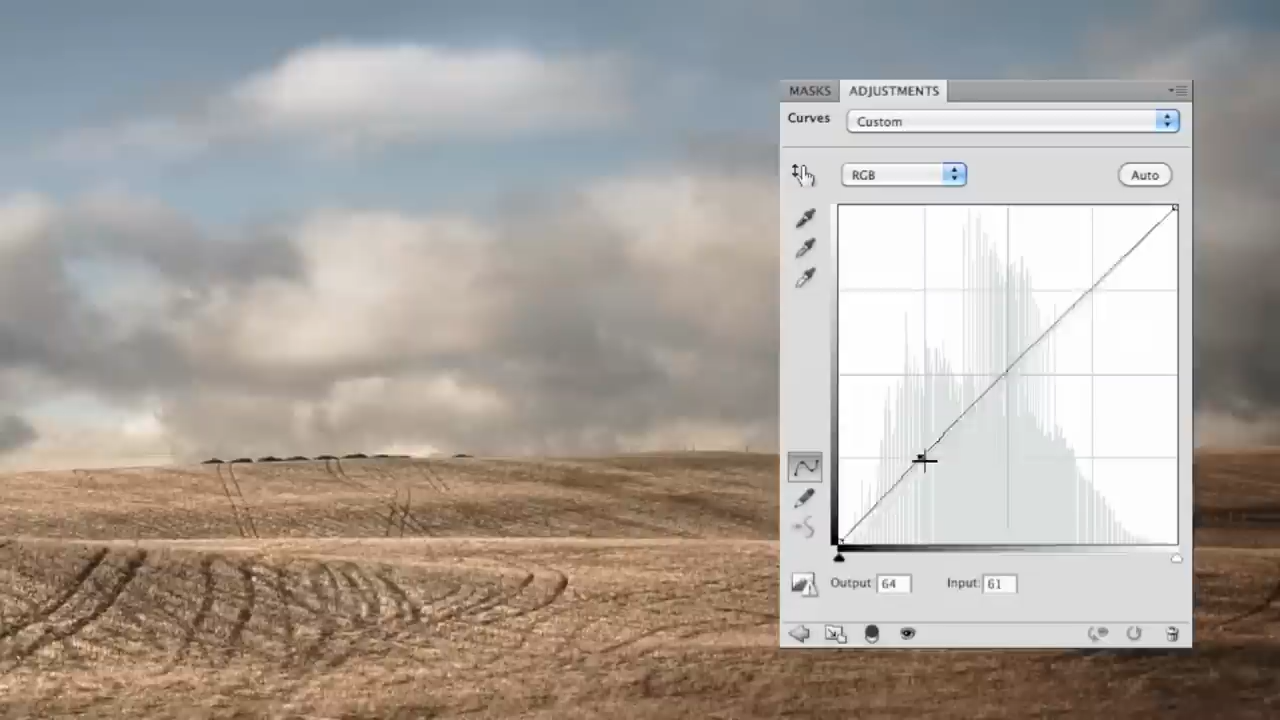 MASKS ADJUSTMENTS
Curves Custom
RGB Auto
Output 64 Input: 61